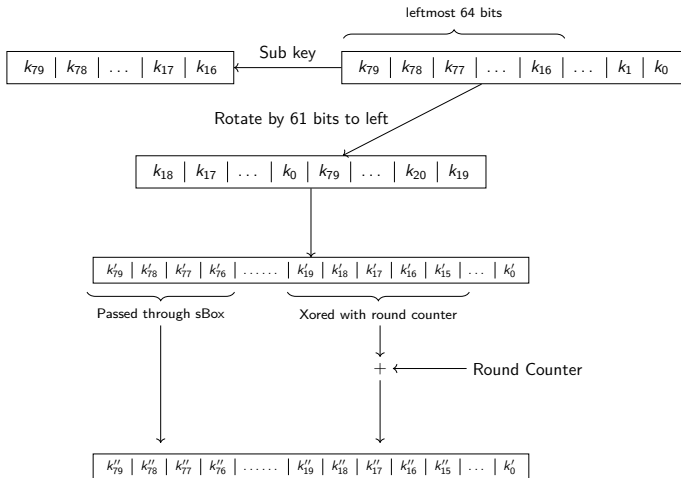 leftmost 64 bits
k79 | k78 | ... | k17 | k16
Sub key
k79 | k78 | k77 | ... | k16 | ... | k1 | k0
Rotate by 61 bits to left
k18 | k17 | ... | k0 | k79 | ... | k20 | k19
k′79 | k′78 | k′77 | k′76 | ...... | k′19 | k′18 | k′17 | k′16 | k′15 | ... | k′0
Passed through sBox
Xored with round counter
+
Round Counter
k″79 | k″78 | k″77 | k″76 | ...... | k″19 | k″18 | k″17 | k″16 | k″15 | ... | k′0